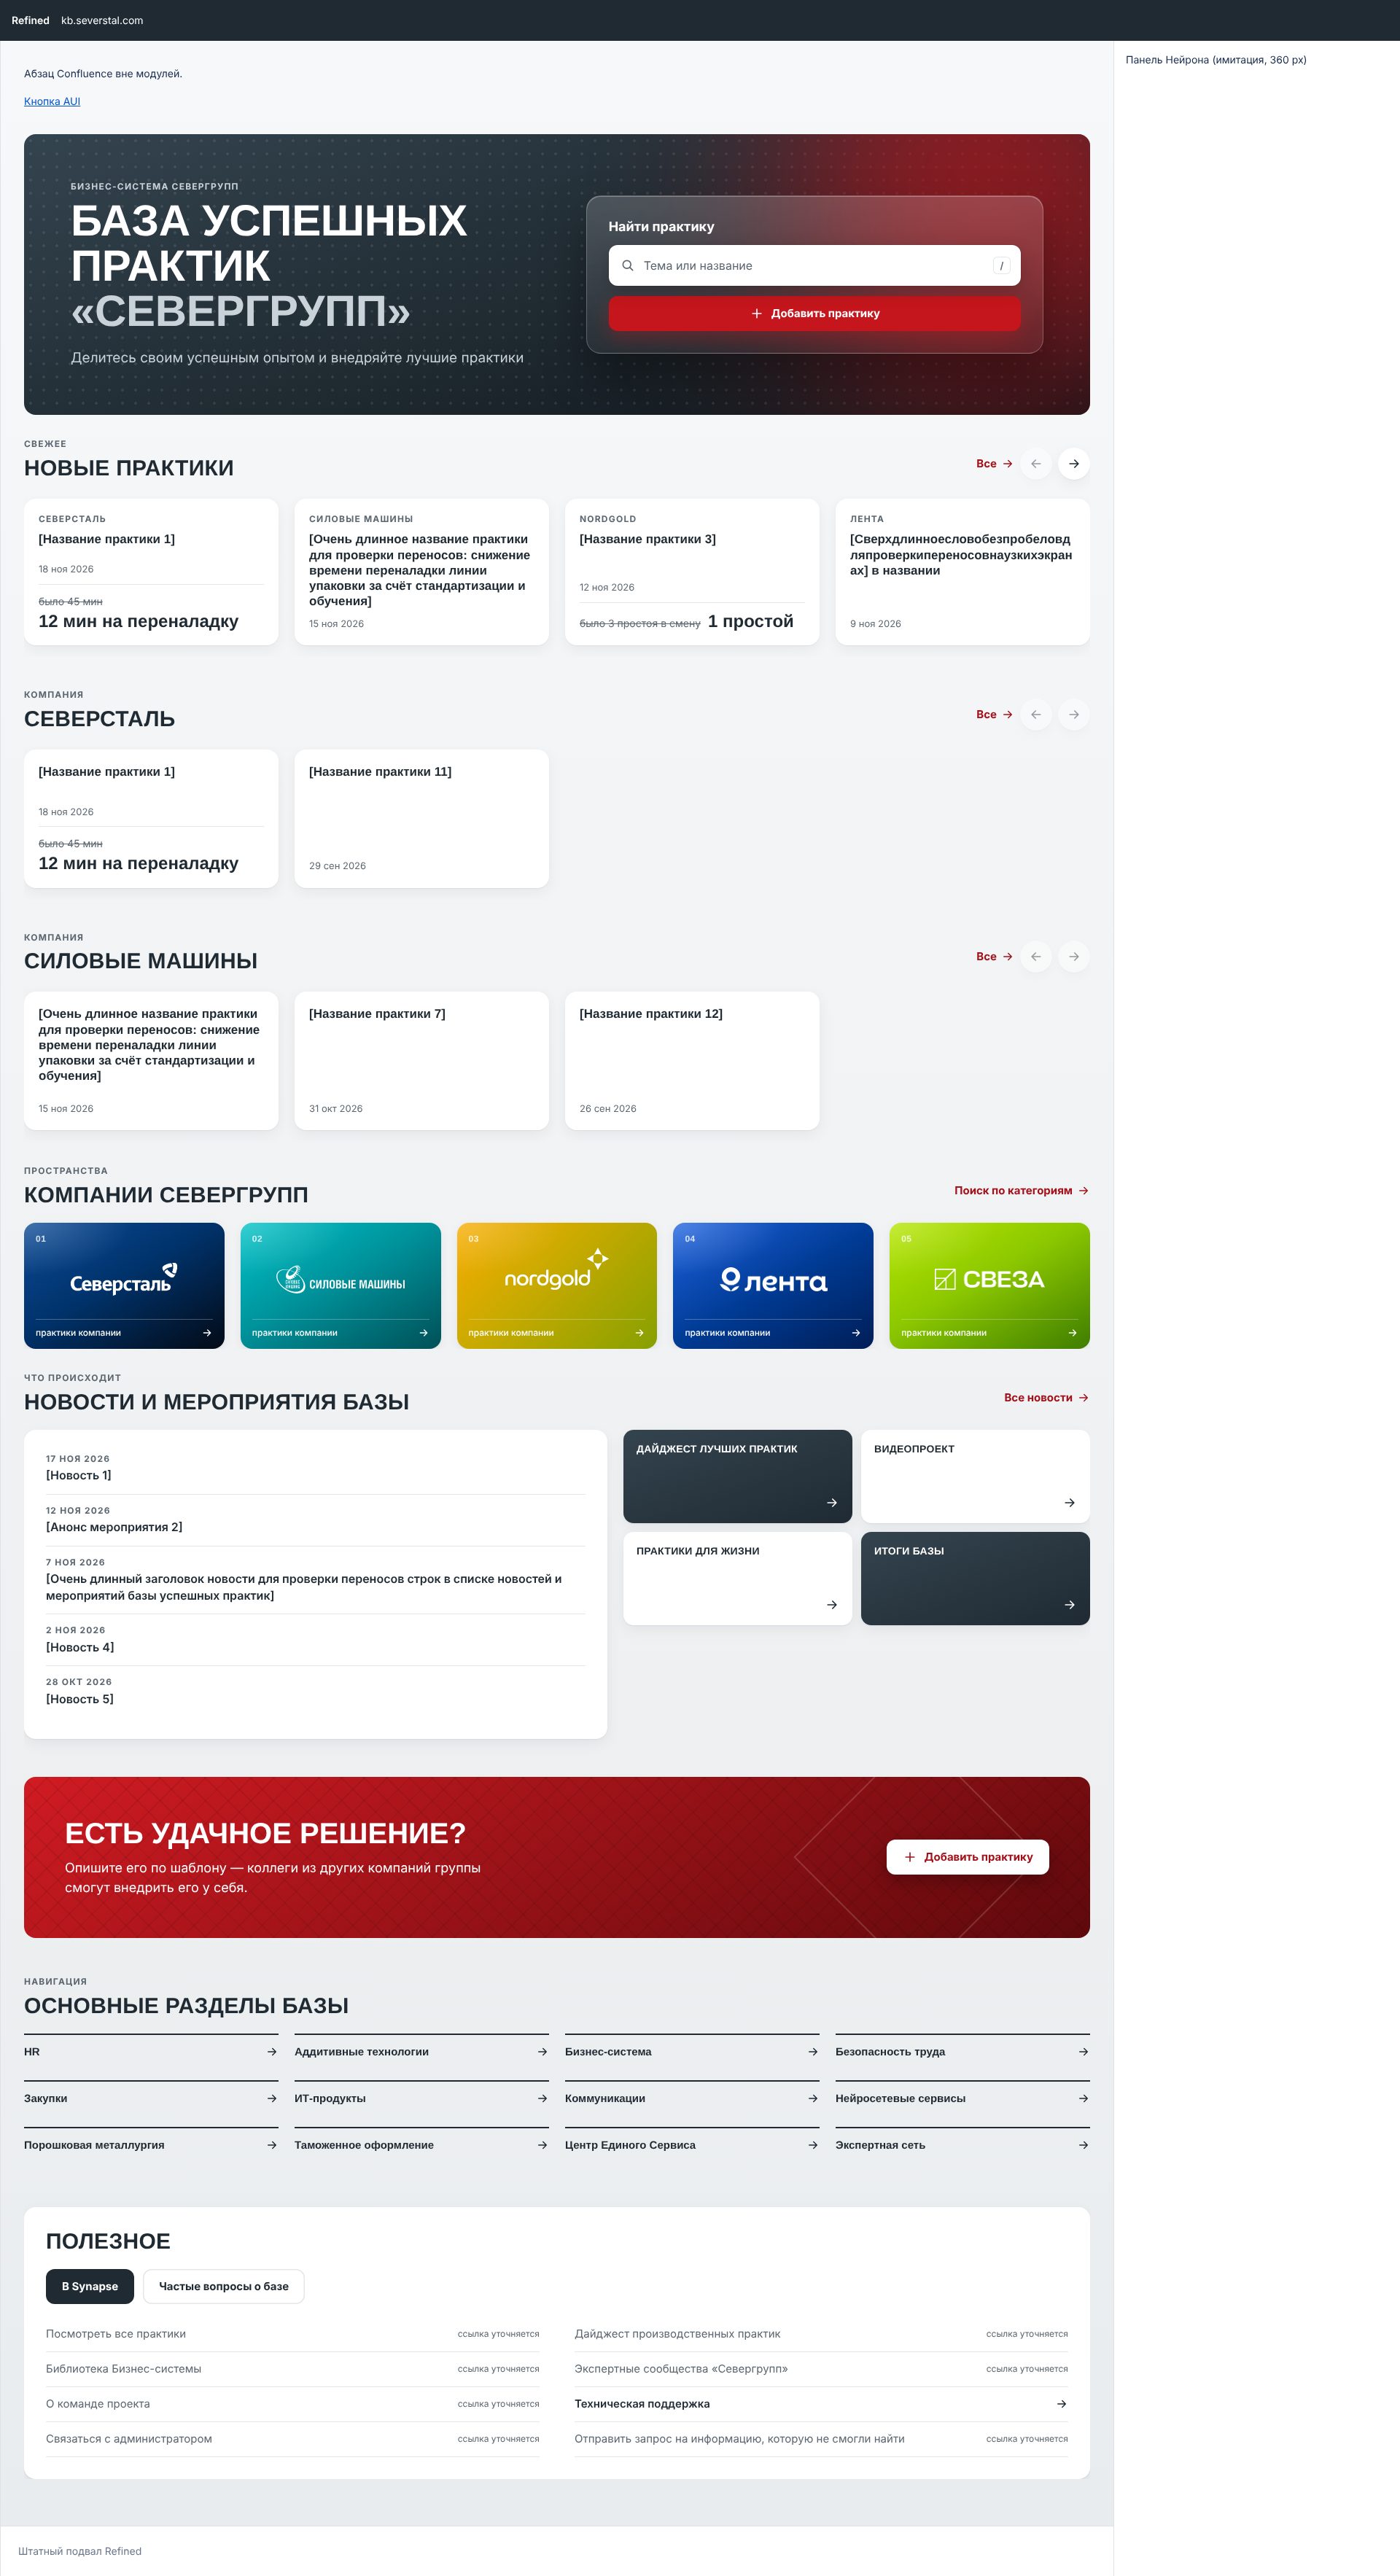 Refined kb.severstal.com
Панель Нейрона (имитация, 360 px)
Абзац Confluence вне модулей.
Кнопка AUI
БИЗНЕС-СИСТЕМА СЕВЕРГРУПП
БАЗА УСПЕШНЫХ
ПРАКТИК
«СЕВЕРГРУПП»
Делитесь своим успешным опытом и внедряйте лучшие практики
Найти практику
Тема или название /
+ Добавить практику
СВЕЖЕЕ
НОВЫЕ ПРАКТИКИ
Все → ← →
СЕВЕРСТАЛЬ
[Название практики 1]
18 ноя 2026
было 45 мин
12 мин на переналадку
СИЛОВЫЕ МАШИНЫ
[Очень длинное название практики
для проверки переносов: снижение
времени переналадки линии
упаковки за счёт стандартизации и
обучения]
15 ноя 2026
NORDGOLD
[Название практики 3]
12 ноя 2026
было 3 простоя в смену 1 простой
ЛЕНТА
[Сверхдлинноесловобезпробеловд
ляпроверкипереносовнаузкихэкран
ах] в названии
9 ноя 2026
КОМПАНИЯ
СЕВЕРСТАЛЬ
Все → ← →
[Название практики 1]
18 ноя 2026
было 45 мин
12 мин на переналадку
[Название практики 11]
29 сен 2026
КОМПАНИЯ
СИЛОВЫЕ МАШИНЫ
Все → ← →
[Очень длинное название практики
для проверки переносов: снижение
времени переналадки линии
упаковки за счёт стандартизации и
обучения]
15 ноя 2026
[Название практики 7]
31 окт 2026
[Название практики 12]
26 сен 2026
ПРОСТРАНСТВА
КОМПАНИИ СЕВЕРГРУПП
Поиск по категориям →
01
Северсталь
практики компании →
02
СИЛОВЫЕ МАШИНЫ
практики компании →
03
nordgold
практики компании →
04
лента
практики компании →
05
СВЕЗА
практики компании →
ЧТО ПРОИСХОДИТ
НОВОСТИ И МЕРОПРИЯТИЯ БАЗЫ
Все новости →
17 НОЯ 2026
[Новость 1]
12 НОЯ 2026
[Анонс мероприятия 2]
7 НОЯ 2026
[Очень длинный заголовок новости для проверки переносов строк в списке новостей и
мероприятий базы успешных практик]
2 НОЯ 2026
[Новость 4]
28 ОКТ 2026
[Новость 5]
ДАЙДЖЕСТ ЛУЧШИХ ПРАКТИК
→
ВИДЕОПРОЕКТ
→
ПРАКТИКИ ДЛЯ ЖИЗНИ
→
ИТОГИ БАЗЫ
→
ЕСТЬ УДАЧНОЕ РЕШЕНИЕ?
Опишите его по шаблону — коллеги из других компаний группы
смогут внедрить его у себя.
+ Добавить практику
НАВИГАЦИЯ
ОСНОВНЫЕ РАЗДЕЛЫ БАЗЫ
HR → Аддитивные технологии → Бизнес-система → Безопасность труда →
Закупки → ИТ-продукты → Коммуникации → Нейросетевые сервисы →
Порошковая металлургия → Таможенное оформление → Центр Единого Сервиса → Экспертная сеть →
ПОЛЕЗНОЕ
В Synapse Частые вопросы о базе
Посмотреть все практики ссылка уточняется
Дайджест производственных практик ссылка уточняется
Библиотека Бизнес-системы ссылка уточняется
Экспертные сообщества «Севергрупп» ссылка уточняется
О команде проекта ссылка уточняется
Техническая поддержка →
Связаться с администратором ссылка уточняется
Отправить запрос на информацию, которую не смогли найти ссылка уточняется
Штатный подвал Refined